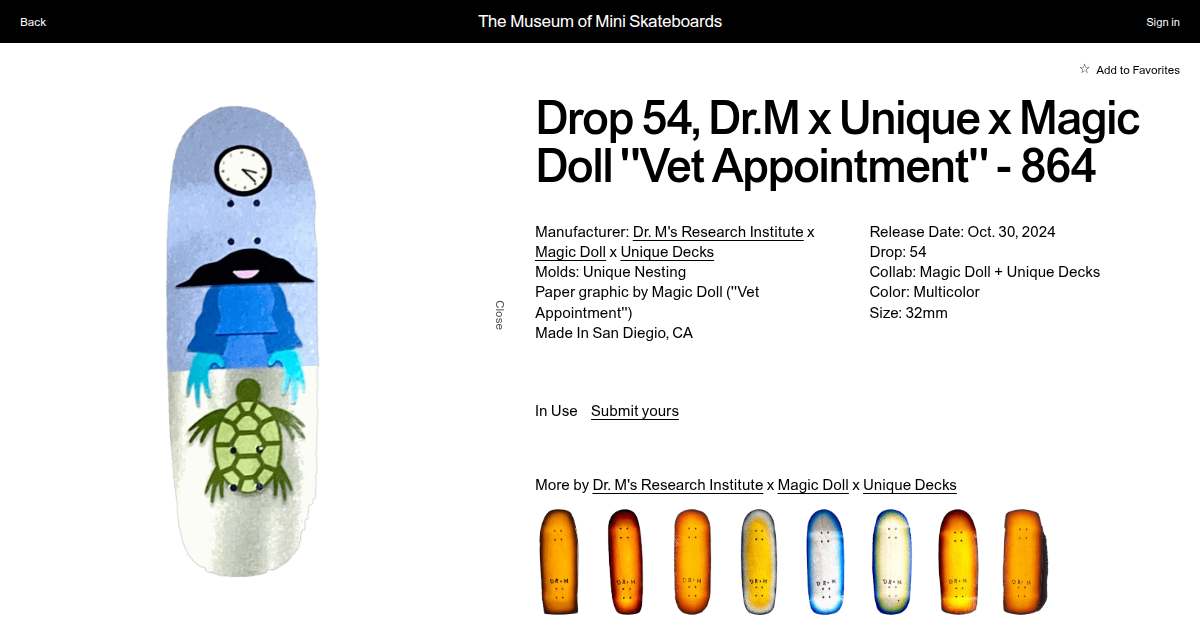 Back
The Museum of Mini Skateboards
Sign in
☆ Add to Favorites
Drop 54, Dr.M x Unique x Magic
Doll "Vet Appointment" - 864
Manufacturer: Dr. M's Research Institute x
Magic Doll x Unique Decks
Molds: Unique Nesting
Paper graphic by Magic Doll ("Vet
Appointment")
Made In San Diegio, CA
Release Date: Oct. 30, 2024
Drop: 54
Collab: Magic Doll + Unique Decks
Color: Multicolor
Size: 32mm
Close
In Use Submit yours
More by Dr. M's Research Institute x Magic Doll x Unique Decks